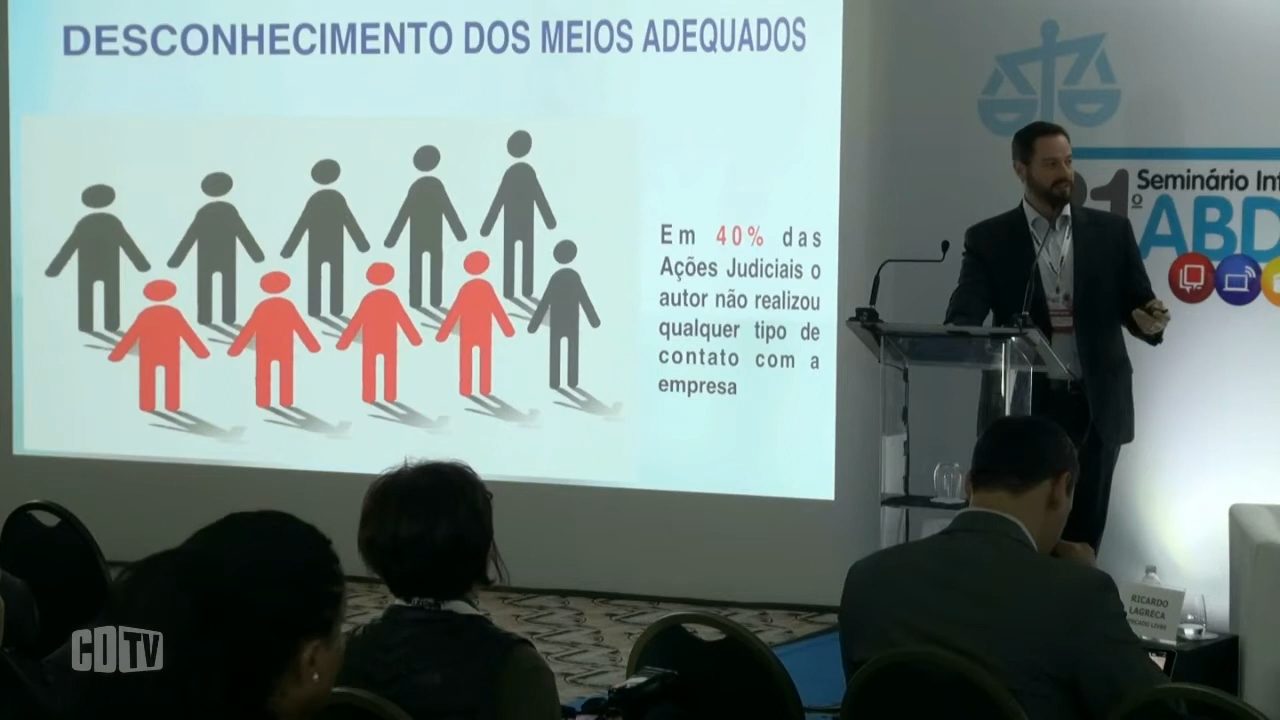 DESCONHECIMENTO DOS MEIOS ADEQUADOS
Em 40% das
Ações Judiciais o
autor não realizou
qualquer tipo de
contato com a
empresa
Seminário Int
ABD
RICARDO
LAGRECA
CDTV